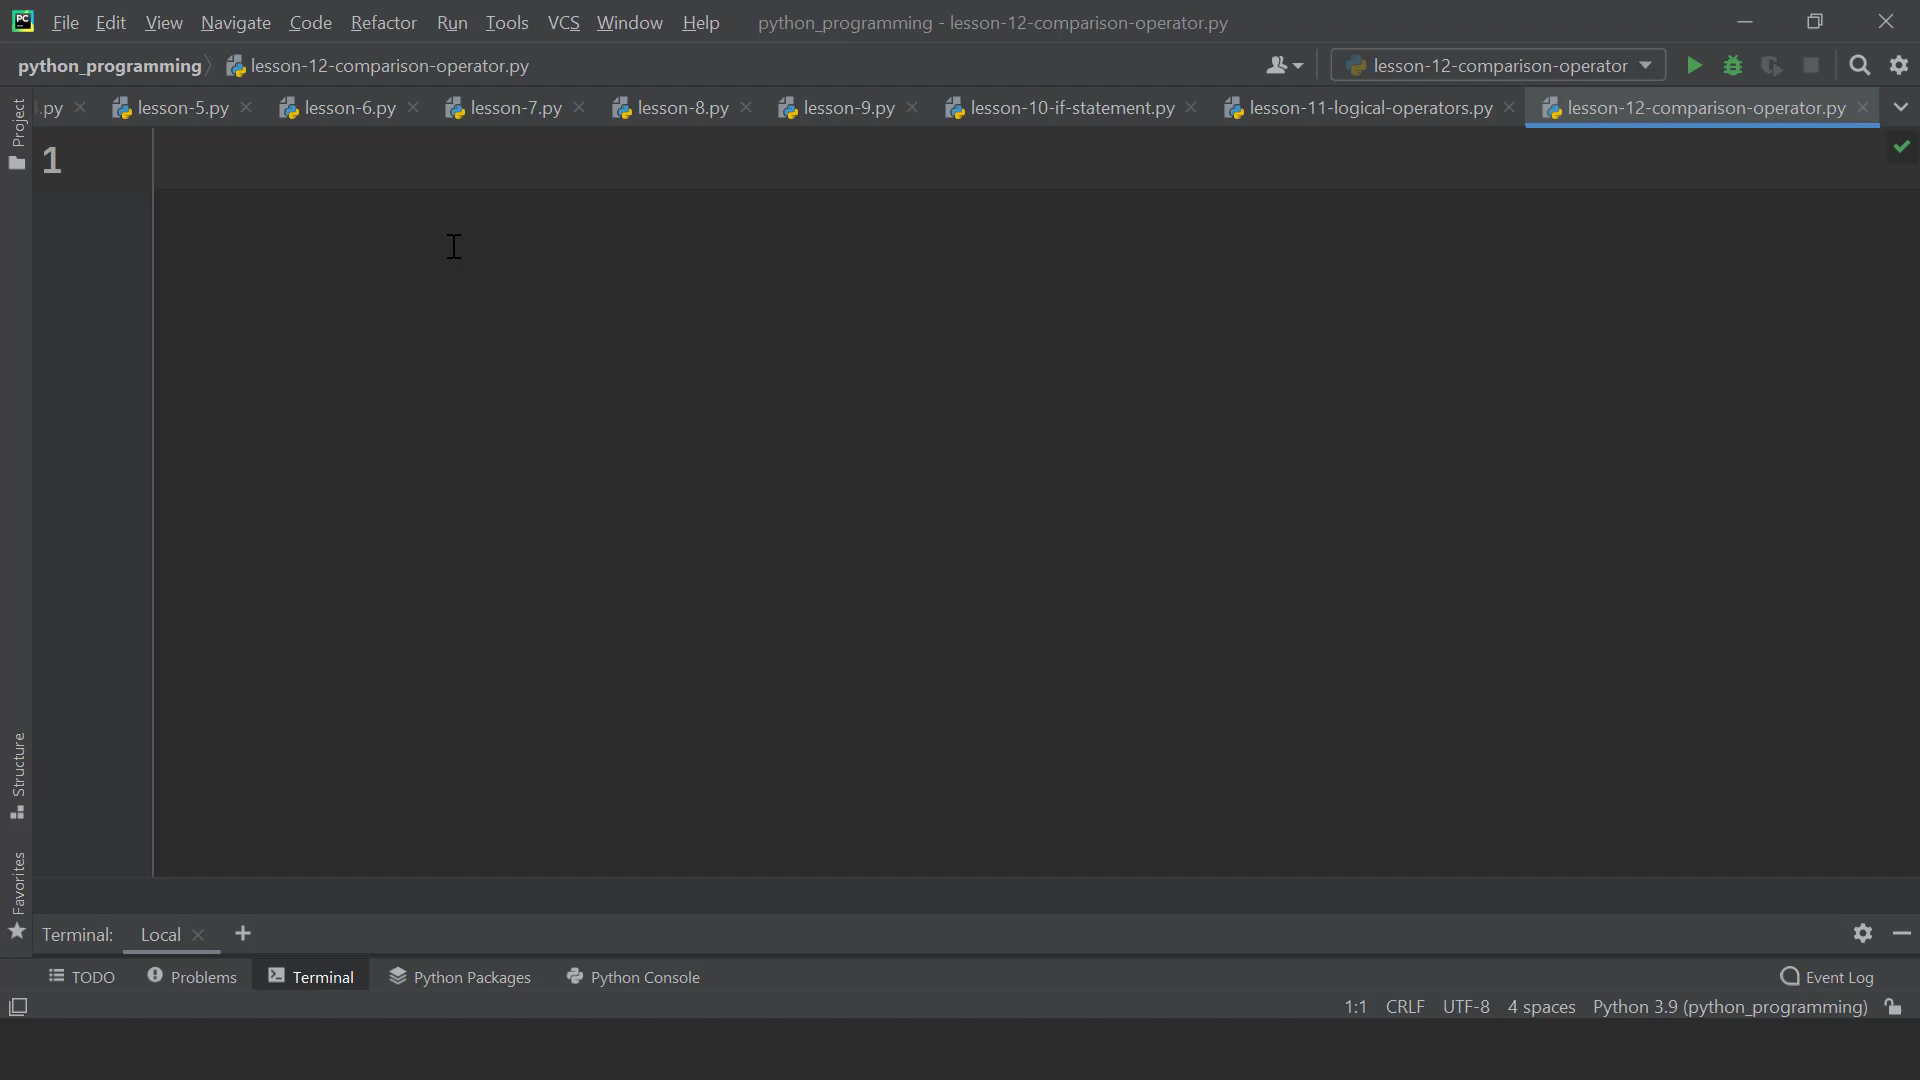 PC File Edit View Navigate Code Refactor Run Tools VCS Window Help python_programming - lesson-12-comparison-operator.py
python_programming lesson-12-comparison-operator.py lesson-12-comparison-operator
.py lesson-5.py lesson-6.py lesson-7.py lesson-8.py lesson-9.py lesson-10-if-statement.py lesson-11-logical-operators.py lesson-12-comparison-operator.py
Project
1
Structure
Favorites
Terminal: Local
TODO Problems Terminal Python Packages Python Console Event Log
1:1 CRLF UTF-8 4 spaces Python 3.9 (python_programming)